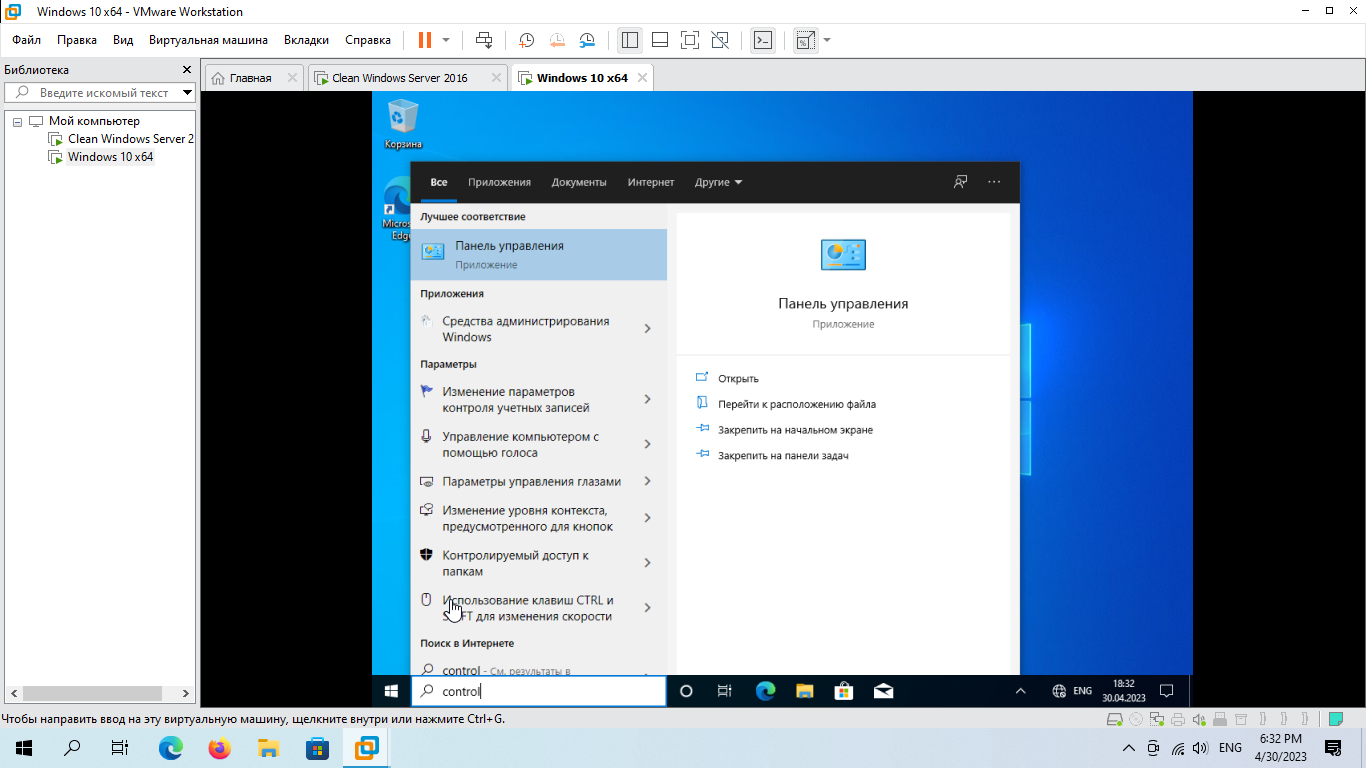 Windows 10 x64 - VMware Workstation
Файл Правка Вид Виртуальная машина Вкладки Справка
Библиотека
Введите искомый текст
Мой компьютер
Clean Windows Server 2
Windows 10 x64
Главная
Clean Windows Server 2016
Windows 10 x64
Корзина
Edge
Все Приложения Документы Интернет Другие
Лучшее соответствие
Панель управления
Приложение
Приложения
Средства администрирования
Windows
Параметры
Изменение параметров
контроля учетных записей
Управление компьютером с
помощью голоса
Параметры управления глазами
Изменение уровня контекста,
предусмотренного для кнопок
Контролируемый доступ к
папкам
Использование клавиш CTRL и
для изменения скорости
Поиск в Интернете
control - См. результаты в
control
Панель управления
Приложение
Открыть
Перейти к расположению файла
Закрепить на начальном экране
Закрепить на панели задач
ENG
18:32
30.04.2023
Чтобы направить ввод на эту виртуальную машину, щелкните внутри или нажмите Ctrl+G.
ENG
6:32 PM
4/30/2023